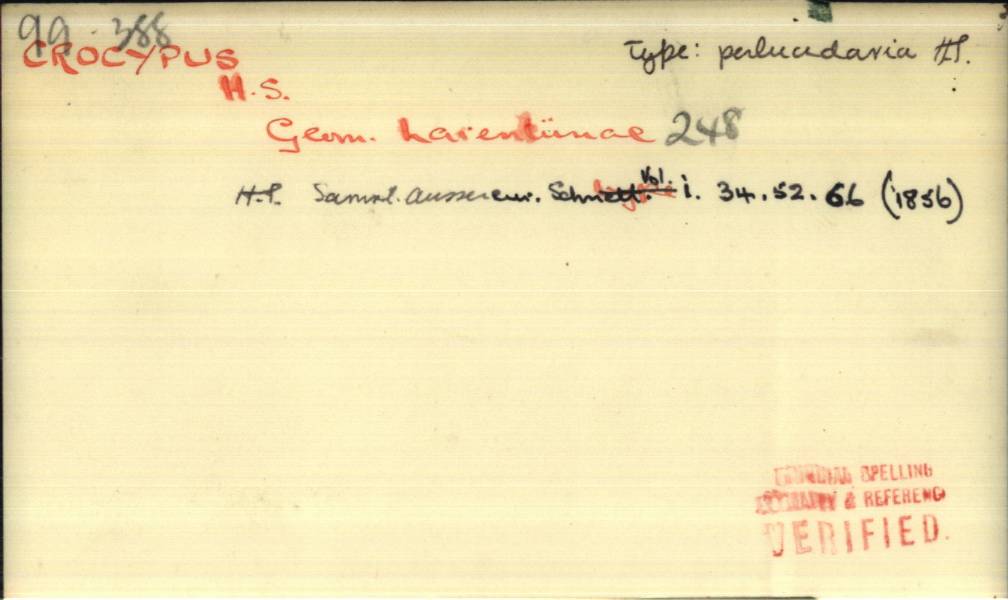 99 388
CROCYPUS Type: perlucidaria H.S.
H.S.
Geom. Larentiinae 248
H.S. Samml. Aussereur. Schmett. Vol. i. 34.52.66 (1856)
ORIGINAL SPELLING
& REFERENCE
VERIFIED.